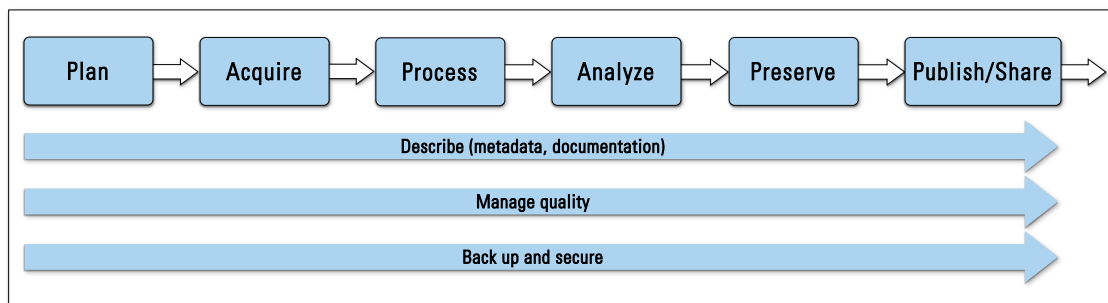 Plan
Acquire
Process
Analyze
Preserve
Publish/Share
Describe (metadata, documentation)
Manage quality
Back up and secure